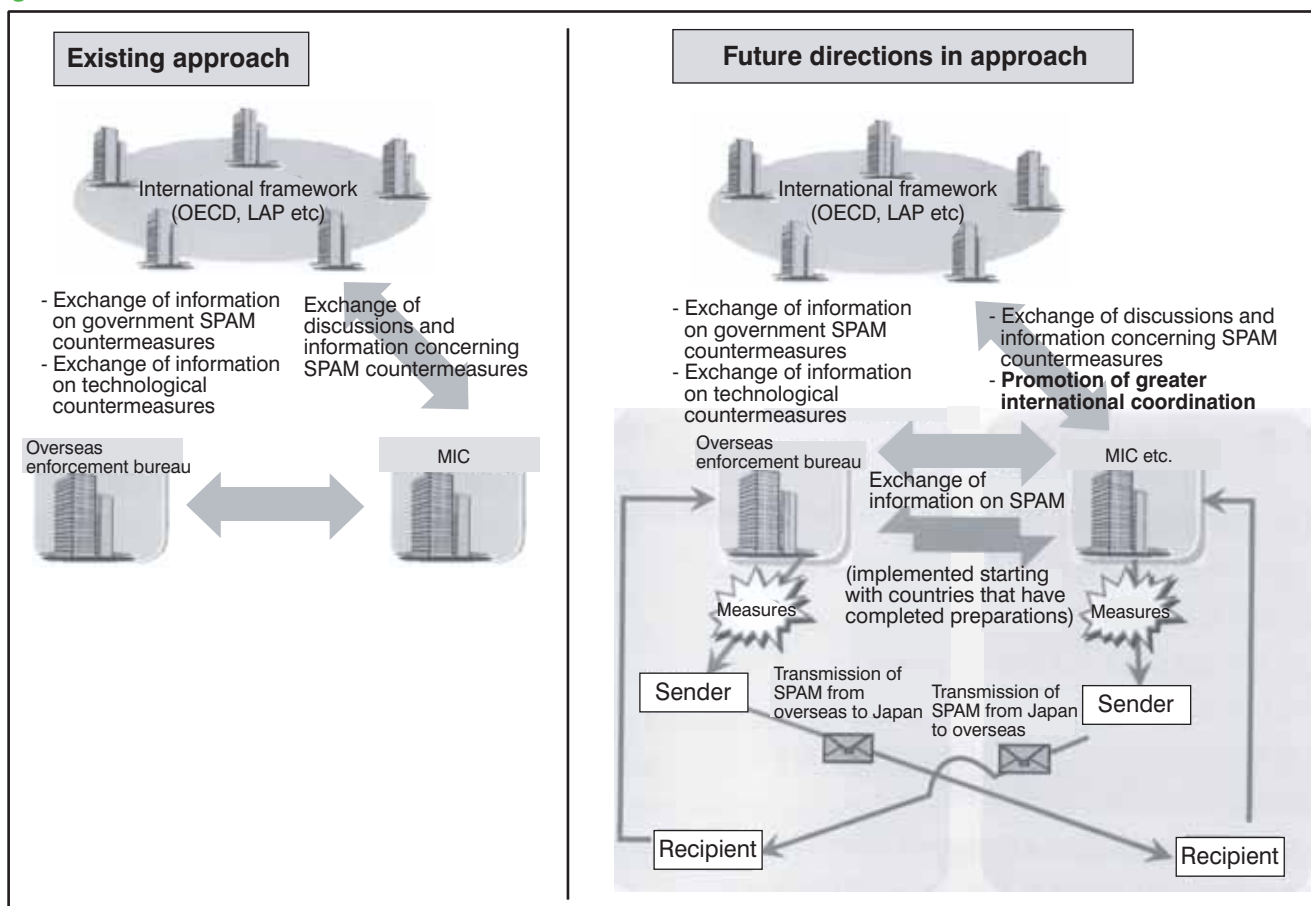 Existing approach
International framework
(OECD, LAP etc)
- Exchange of information
on government SPAM
countermeasures
- Exchange of information
on technological
countermeasures
Exchange of
discussions and
information concerning
SPAM countermeasures
Overseas
enforcement bureau
MIC
Future directions in approach
International framework
(OECD, LAP etc)
- Exchange of information
on government SPAM
countermeasures
- Exchange of information
on technological
countermeasures
- Exchange of discussions and
information concerning SPAM
countermeasures
- Promotion of greater
international coordination
Overseas
enforcement bureau
MIC etc.
Exchange of
information on SPAM
(implemented starting
with countries that have
completed preparations)
Measures
Measures
Sender
Transmission of
SPAM from
overseas to Japan
Transmission of
SPAM from Japan
to overseas
Sender
Recipient
Recipient